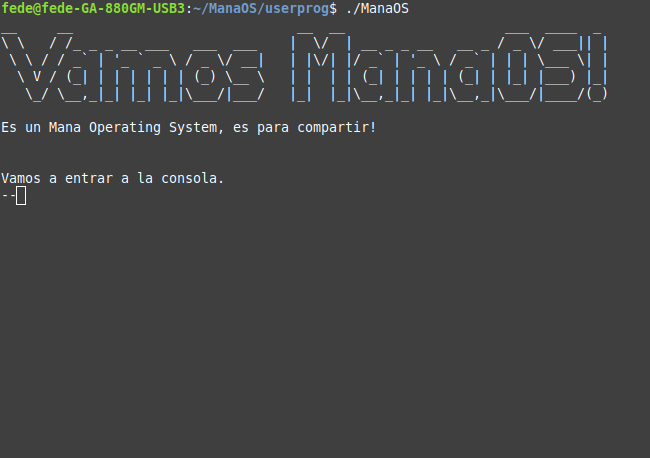 fede@fede-GA-880GM-USB3:~/ManaOS/userprog$ ./ManaOS
Vamos ManaOS!
Es un Mana Operating System, es para compartir!
Vamos a entrar a la consola.
--